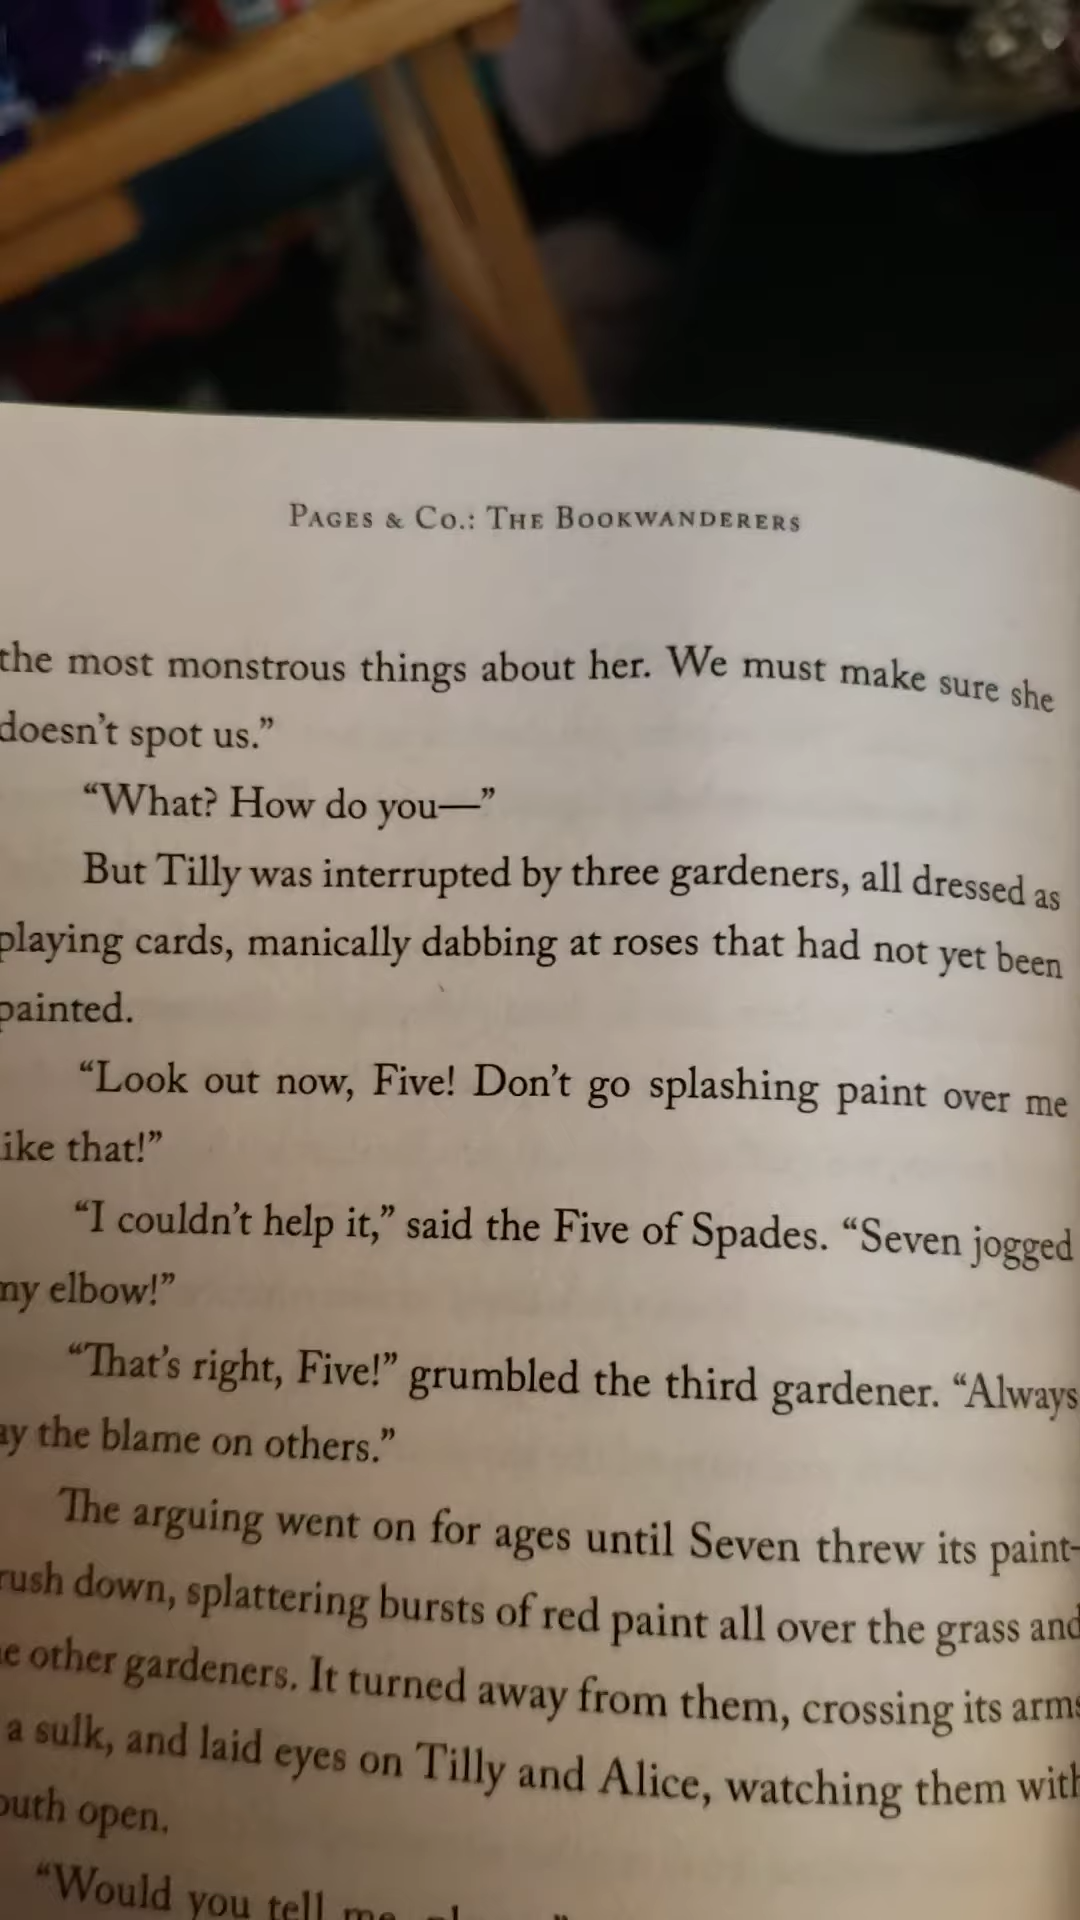 PAGES & CO.: THE BOOKWANDERERS
the most monstrous things about her. We must make sure she
doesn't spot us.”
“What? How do you—”
But Tilly was interrupted by three gardeners, all dressed as
playing cards, manically dabbing at roses that had not yet been
painted.
“Look out now, Five! Don't go splashing paint over me
ike that!”
“I couldn't help it,” said the Five of Spades. “Seven jogged
my elbow!”
“That's right, Five!” grumbled the third gardener. “Always
ay the blame on others.”
The arguing went on for ages until Seven threw its paint-
rush down, splattering bursts of red paint all over the grass and
e other gardeners. It turned away from them, crossing its arms
a sulk, and laid eyes on Tilly and Alice, watching them with
outh open.
“Would you tell me,